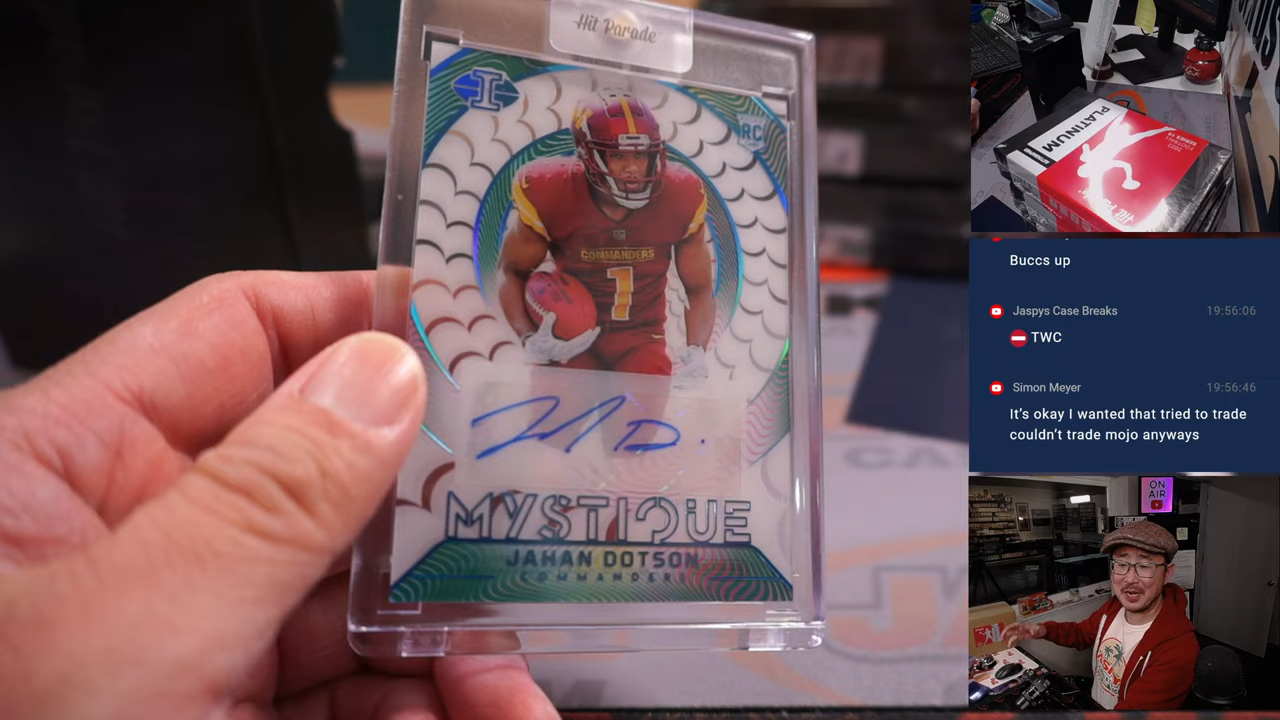 Hit Parade
I
RC
COMMANDERS
1
MYSTIQUE
JAHAN DOTSON
COMMANDERS
PLATINUM
Buccs up
Jaspys Case Breaks 19:56:06
TWC
Simon Meyer 19:56:46
It's okay I wanted that tried to trade
couldn't trade mojo anyways
ON
AIR